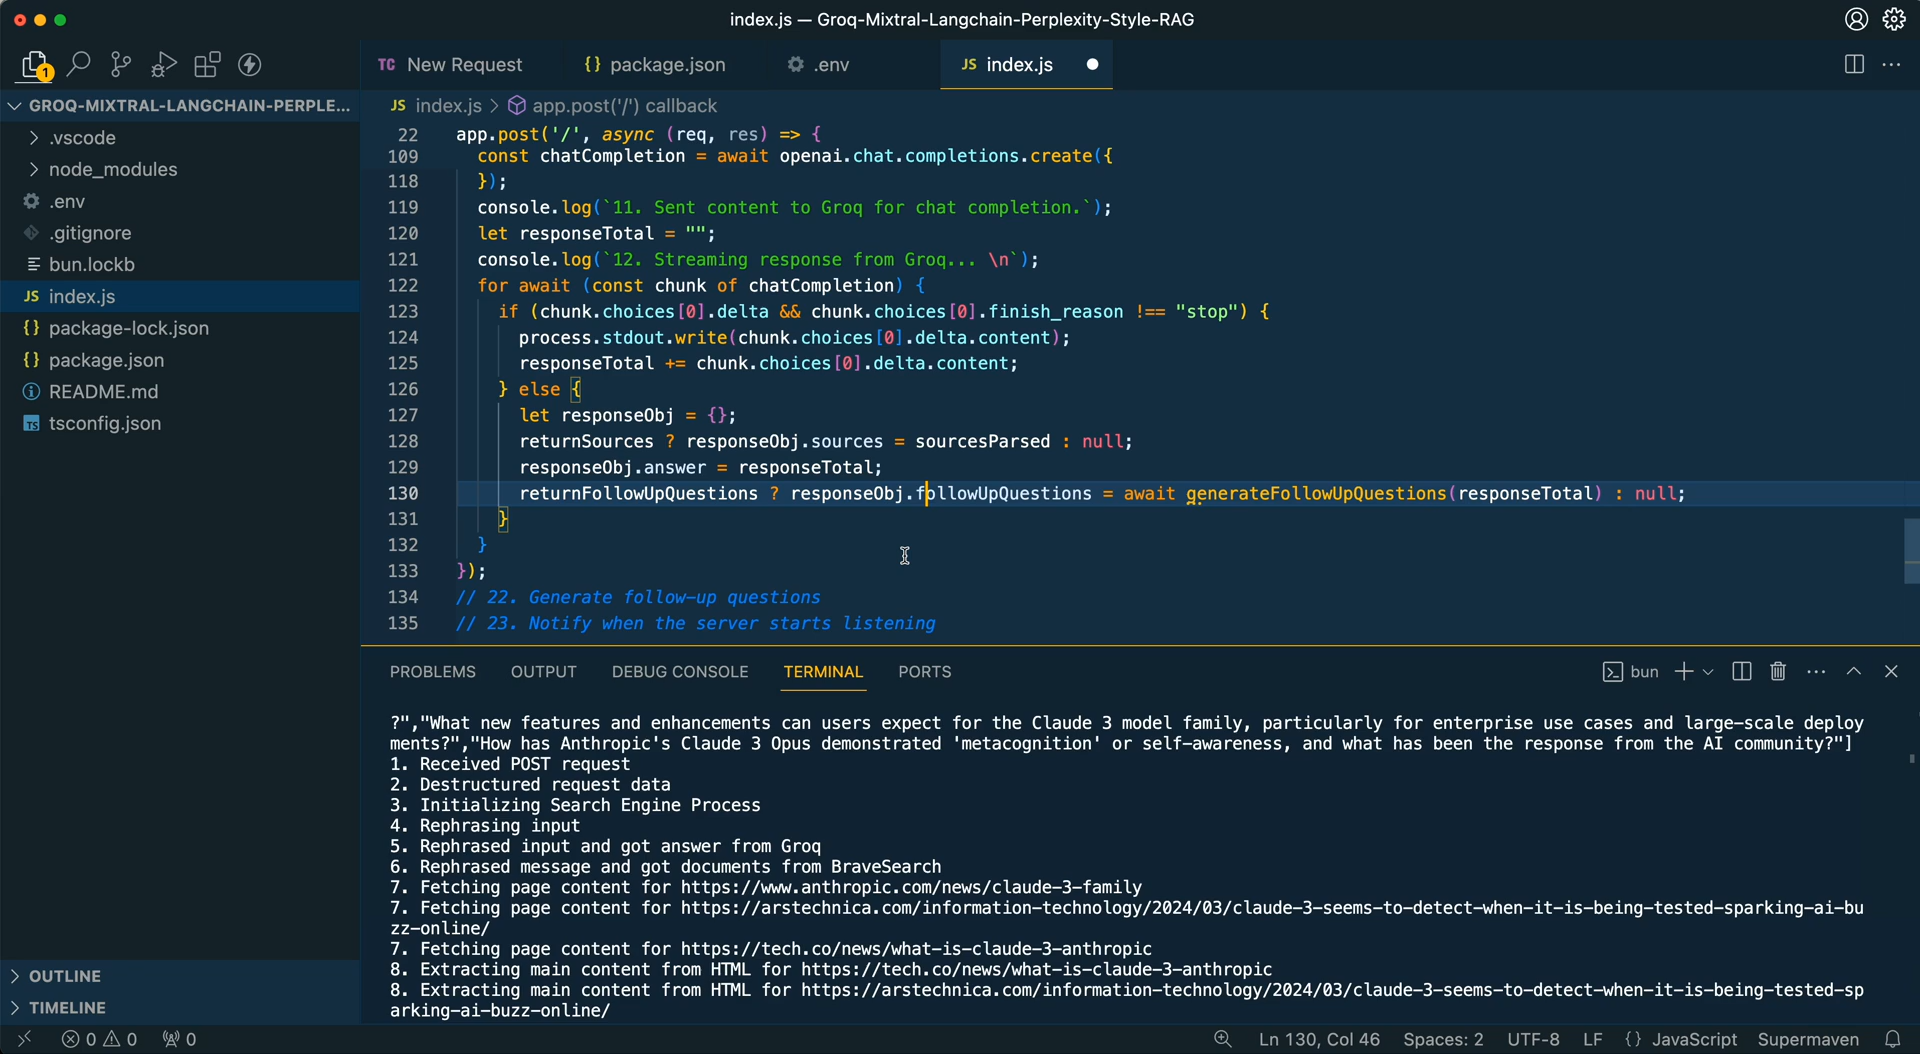 index.js — Groq-Mixtral-Langchain-Perplexity-Style-RAG
1
TC New Request
{} package.json
.env
JS index.js
GROQ-MIXTRAL-LANGCHAIN-PERPLE...
.vscode
node_modules
.env
.gitignore
bun.lockb
JS index.js
{} package-lock.json
{} package.json
README.md
TS tsconfig.json
OUTLINE
TIMELINE
JS index.js > app.post('/') callback
22 app.post('/', async (req, res) => {
109 const chatCompletion = await openai.chat.completions.create({
118 });
119 console.log(`11. Sent content to Groq for chat completion.`);
120 let responseTotal = "";
121 console.log(`12. Streaming response from Groq... \n`);
122 for await (const chunk of chatCompletion) {
123 if (chunk.choices[0].delta && chunk.choices[0].finish_reason !== "stop") {
124 process.stdout.write(chunk.choices[0].delta.content);
125 responseTotal += chunk.choices[0].delta.content;
126 } else {
127 let responseObj = {};
128 returnSources ? responseObj.sources = sourcesParsed : null;
129 responseObj.answer = responseTotal;
130 returnFollowUpQuestions ? responseObj.followUpQuestions = await generateFollowUpQuestions(responseTotal) : null;
131 }
132 }
133 });
134 // 22. Generate follow-up questions
135 // 23. Notify when the server starts listening
PROBLEMS OUTPUT DEBUG CONSOLE TERMINAL PORTS
bun
?","What new features and enhancements can users expect for the Claude 3 model family, particularly for enterprise use cases and large-scale deploy
ments?","How has Anthropic's Claude 3 Opus demonstrated 'metacognition' or self-awareness, and what has been the response from the AI community?"]
1. Received POST request
2. Destructured request data
3. Initializing Search Engine Process
4. Rephrasing input
5. Rephrased input and got answer from Groq
6. Rephrased message and got documents from BraveSearch
7. Fetching page content for https://www.anthropic.com/news/claude-3-family
7. Fetching page content for https://arstechnica.com/information-technology/2024/03/claude-3-seems-to-detect-when-it-is-being-tested-sparking-ai-bu
zz-online/
7. Fetching page content for https://tech.co/news/what-is-claude-3-anthropic
8. Extracting main content from HTML for https://tech.co/news/what-is-claude-3-anthropic
8. Extracting main content from HTML for https://arstechnica.com/information-technology/2024/03/claude-3-seems-to-detect-when-it-is-being-tested-sp
arking-ai-buzz-online/
0 0 0
Ln 130, Col 46 Spaces: 2 UTF-8 LF {} JavaScript Supermaven